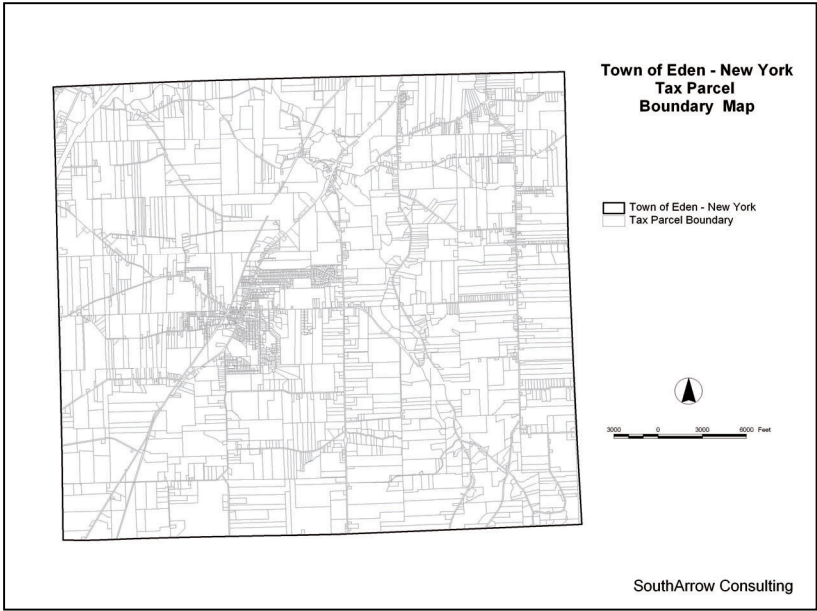 Town of Eden - New York
Tax Parcel
Boundary Map
Town of Eden - New York
Tax Parcel Boundary
3000 0 3000 6000 Feet
SouthArrow Consulting